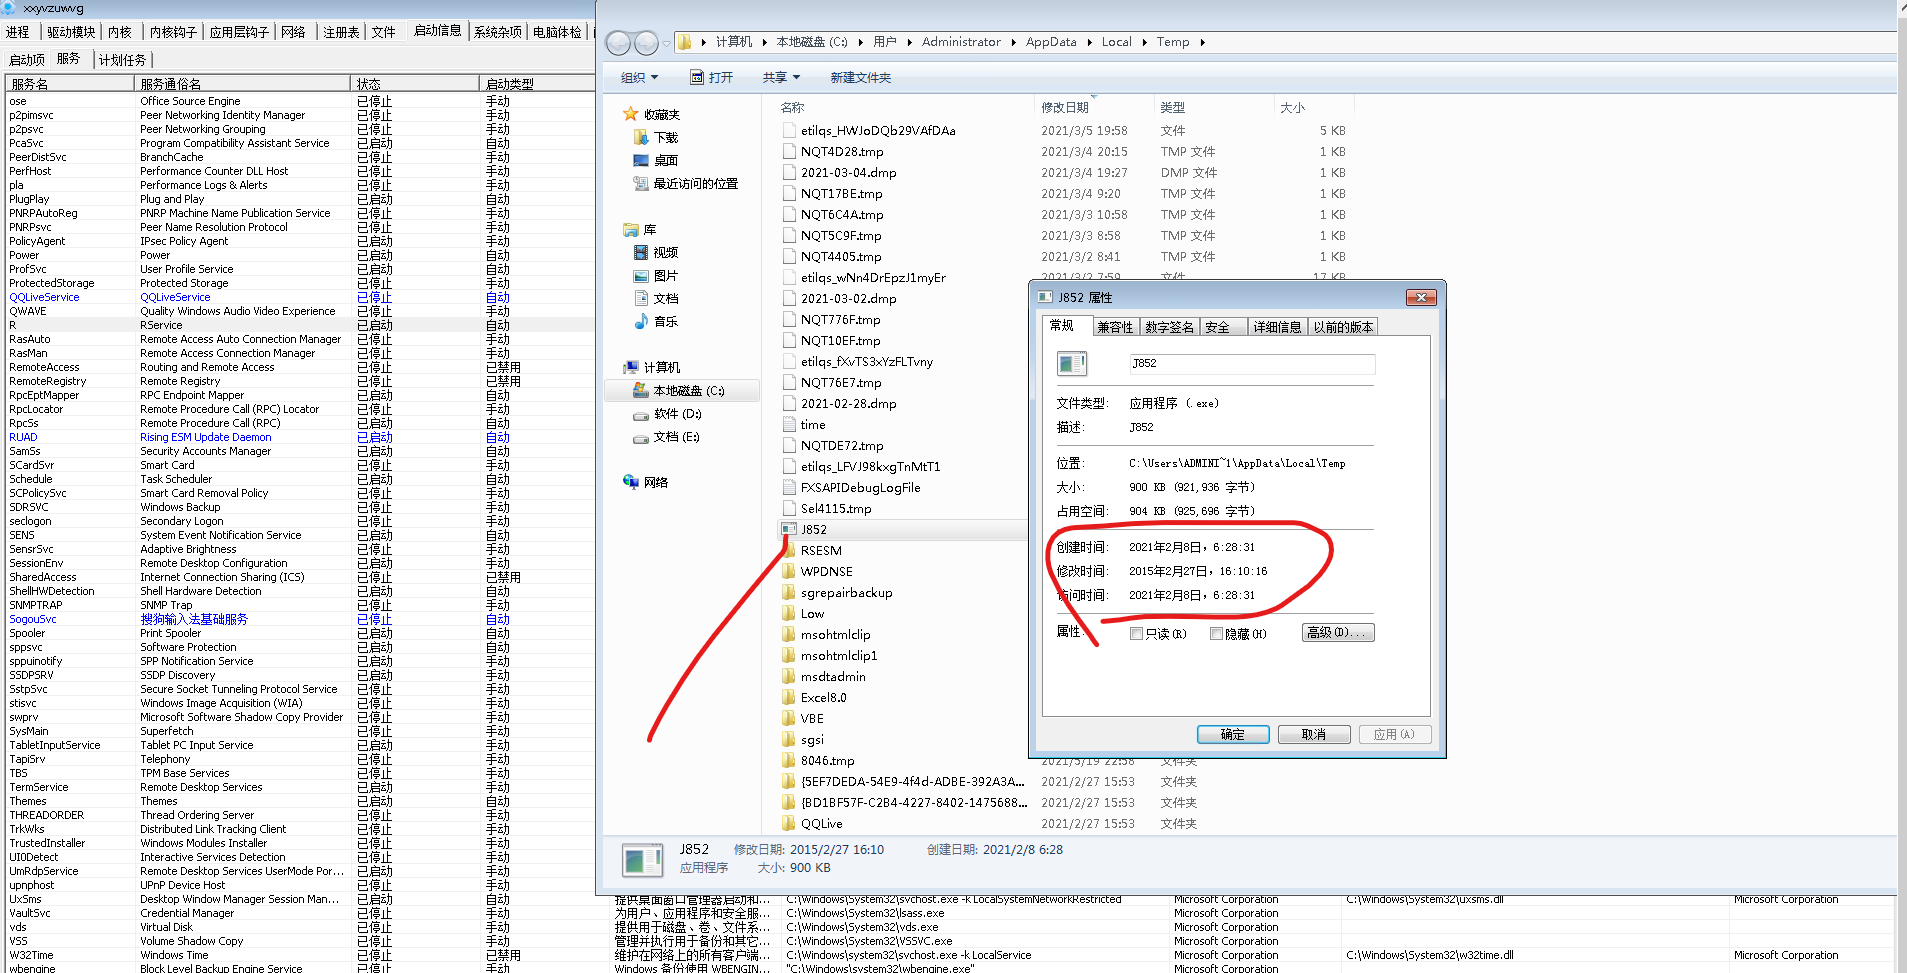 xxyvzuwvg
进程 驱动模块 内核 内核钩子 应用层钩子 网络 注册表 文件 启动信息 系统杂项 电脑体检
启动项 服务 计划任务
服务名 服务通俗名 状态 启动类型
ose Office Source Engine 已停止 手动
p2pimsvc Peer Networking Identity Manager 已停止 手动
p2psvc Peer Networking Grouping 已停止 手动
PcaSvc Program Compatibility Assistant Service 已启动 自动
PeerDistSvc BranchCache 已停止 手动
PerfHost Performance Counter DLL Host 已停止 手动
pla Performance Logs & Alerts 已停止 手动
PlugPlay Plug and Play 已启动 自动
PNRPAutoReg PNRP Machine Name Publication Service 已停止 手动
PNRPsvc Peer Name Resolution Protocol 已停止 手动
PolicyAgent IPsec Policy Agent 已启动 自动
Power Power 已启动 自动
ProfSvc User Profile Service 已启动 自动
ProtectedStorage Protected Storage 已停止 手动
QQLiveService QQLiveService 已停止 自动
QWAVE Quality Windows Audio Video Experience 已停止 手动
R RService 已启动 自动
RasAuto Remote Access Auto Connection Manager 已停止 手动
RasMan Remote Access Connection Manager 已停止 手动
RemoteAccess Routing and Remote Access 已停止 已禁用
RemoteRegistry Remote Registry 已停止 已禁用
RpcEptMapper RPC Endpoint Mapper 已启动 自动
RpcLocator Remote Procedure Call (RPC) Locator 已停止 手动
RpcSs Remote Procedure Call (RPC) 已启动 自动
RUAD Rising ESM Update Daemon 已启动 自动
SamSs Security Accounts Manager 已启动 自动
SCardSvr Smart Card 已停止 手动
Schedule Task Scheduler 已启动 自动
SCPolicySvc Smart Card Removal Policy 已停止 手动
SDRSVC Windows Backup 已停止 手动
seclogon Secondary Logon 已停止 手动
SENS System Event Notification Service 已启动 自动
SensrSvc Adaptive Brightness 已停止 手动
SessionEnv Remote Desktop Configuration 已启动 手动
SharedAccess Internet Connection Sharing (ICS) 已停止 已禁用
ShellHWDetection Shell Hardware Detection 已启动 自动
SNMPTRAP SNMP Trap 已停止 手动
SogouSvc 搜狗输入法基础服务 已停止 自动
Spooler Print Spooler 已启动 自动
sppsvc Software Protection 已启动 自动
sppuinotify SPP Notification Service 已停止 手动
SSDPSRV SSDP Discovery 已启动 手动
SstpSvc Secure Socket Tunneling Protocol Service 已停止 手动
stisvc Windows Image Acquisition (WIA) 已停止 手动
swprv Microsoft Software Shadow Copy Provider 已停止 手动
SysMain Superfetch 已启动 自动
TabletInputService Tablet PC Input Service 已启动 手动
TapiSrv Telephony 已停止 手动
TBS TPM Base Services 已停止 手动
TermService Remote Desktop Services 已启动 手动
Themes Themes 已启动 自动
THREADORDER Thread Ordering Server 已停止 手动
TrkWks Distributed Link Tracking Client 已启动 自动
TrustedInstaller Windows Modules Installer 已停止 手动
UI0Detect Interactive Services Detection 已停止 手动
UmRdpService Remote Desktop Services UserMode Por... 已启动 手动
upnphost UPnP Device Host 已停止 手动
UxSms Desktop Window Manager Session Man... 已启动 自动
VaultSvc Credential Manager 已停止 手动
vds Virtual Disk 已停止 手动
VSS Volume Shadow Copy 已停止 手动
W32Time Windows Time 已停止 已禁用
wbengine Block Level Backup Engine Service 已停止 手动
计算机 本地磁盘 (C:) 用户 Administrator AppData Local Temp
组织 打开 共享 新建文件夹
收藏夹
下载
桌面
最近访问的位置
库
视频
图片
文档
音乐
计算机
本地磁盘 (C:)
软件 (D:)
文档 (E:)
网络
名称 修改日期 类型 大小
etilqs_HWJoDQb29VAfDAa 2021/3/5 19:58 文件 5 KB
NQT4D28.tmp 2021/3/4 20:15 TMP 文件 1 KB
2021-03-04.dmp 2021/3/4 19:27 DMP 文件 1 KB
NQT17BE.tmp 2021/3/4 9:20 TMP 文件 1 KB
NQT6C4A.tmp 2021/3/3 10:58 TMP 文件 1 KB
NQT5C9F.tmp 2021/3/3 8:58 TMP 文件 1 KB
NQT4405.tmp 2021/3/2 8:41 TMP 文件 1 KB
etilqs_wNn4DrEpzJ1myEr 2021/3/2 7:59 文件 17 KB
2021-03-02.dmp
NQT776F.tmp
NQT10EF.tmp
etilqs_fXvTS3xYzFLTvny
NQT76E7.tmp
2021-02-28.dmp
time
NQTDE72.tmp
etilqs_LFVJ98kxgTnMtT1
FXSAPIDebugLogFile
Sel4115.tmp
J852
RSESM
WPDNSE
sgrepairbackup
Low
msohtmlclip
msohtmlclip1
msdtadmin
Excel8.0
VBE
sgsi
8046.tmp 22:58 文件夹
{5EF7DEDA-54E9-4f4d-ADBE-392A3A... 2021/2/27 15:53 文件夹
{BD1BF57F-C2B4-4227-8402-1475688... 2021/2/27 15:53 文件夹
QQLive 2021/2/27 15:53 文件夹
J852 属性
常规 兼容性 数字签名 安全 详细信息 以前的版本
J852
文件类型: 应用程序 (.exe)
描述: J852
位置: C:\Users\ADMINI~1\AppData\Local\Temp
大小: 900 KB (921,936 字节)
占用空间: 904 KB (925,696 字节)
创建时间: 2021年2月8日，6:28:31
修改时间: 2015年2月27日，16:10:16
访问时间: 2021年2月8日，6:28:31
属性: 只读(R) 隐藏(H) 高级(D)...
确定 取消 应用(A)
J852 修改日期: 2015/2/27 16:10 创建日期: 2021/2/8 6:28
应用程序 大小: 900 KB
提供桌面窗口管理器启动和... C:\Windows\System32\svchost.exe -k LocalSystemNetworkRestricted Microsoft Corporation C:\Windows\System32\uxsms.dll Microsoft Corporation
为用户、应用程序和安全服... C:\Windows\System32\lsass.exe Microsoft Corporation
提供用于磁盘、卷、文件系... C:\Windows\System32\vds.exe Microsoft Corporation
管理并执行用于备份和其它... C:\Windows\System32\VSSVC.exe Microsoft Corporation
维护在网络上的所有客户端... C:\Windows\system32\svchost.exe -k LocalService Microsoft Corporation C:\Windows\System32\w32time.dll Microsoft Corporation
Windows 备份使用 WBENGIN... "C:\Windows\system32\wbengine.exe" Microsoft Corporation